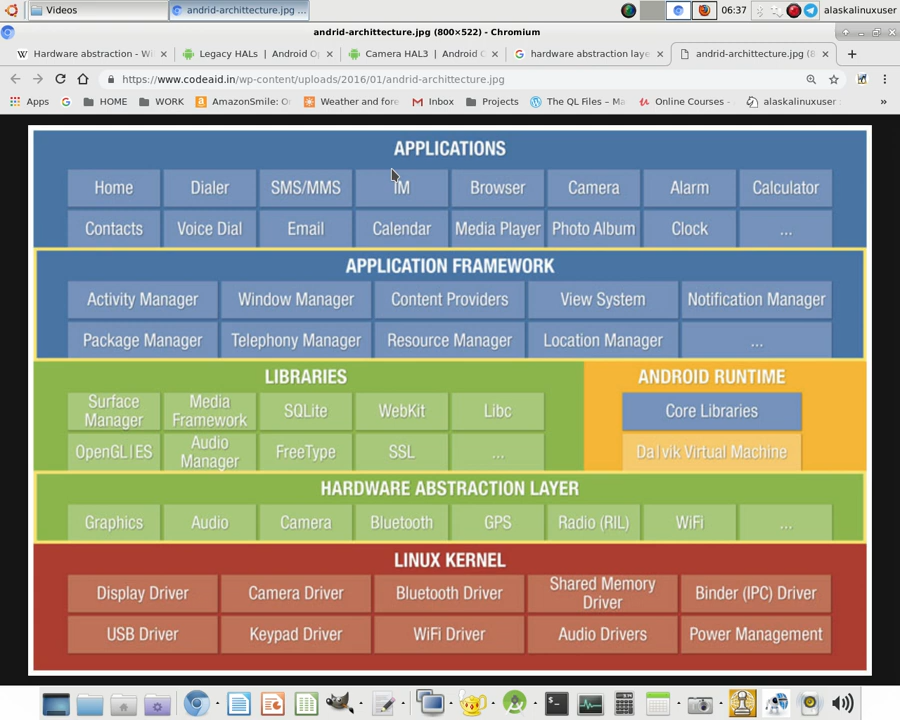 Videos
andrid-archittecture.jpg ...
06:37
alaskalinuxuser
andrid-archittecture.jpg (800×522) - Chromium
Hardware abstraction - Wi
Legacy HALs | Android O
Camera HAL3 | Android
hardware abstraction laye
andrid-archittecture.jpg (8
https://www.codeaid.in/wp-content/uploads/2016/01/andrid-archittecture.jpg
Apps
HOME
WORK
AmazonSmile: O
Weather and fore
Inbox
Projects
The QL Files – Ma
Online Courses -
alaskalinuxuser
»
APPLICATIONS
Home Dialer SMS/MMS IM Browser Camera Alarm Calculator
Contacts Voice Dial Email Calendar Media Player Photo Album Clock ...
APPLICATION FRAMEWORK
Activity Manager Window Manager Content Providers View System Notification Manager
Package Manager Telephony Manager Resource Manager Location Manager ...
LIBRARIES
Surface Manager Media Framework SQLite WebKit Libc
OpenGL|ES Audio Manager FreeType SSL ...
ANDROID RUNTIME
Core Libraries
Da|vik Virtual Machine
HARDWARE ABSTRACTION LAYER
Graphics Audio Camera Bluetooth GPS Radio (RIL) WiFi ...
LINUX KERNEL
Display Driver Camera Driver Bluetooth Driver Shared Memory Driver Binder (IPC) Driver
USB Driver Keypad Driver WiFi Driver Audio Drivers Power Management